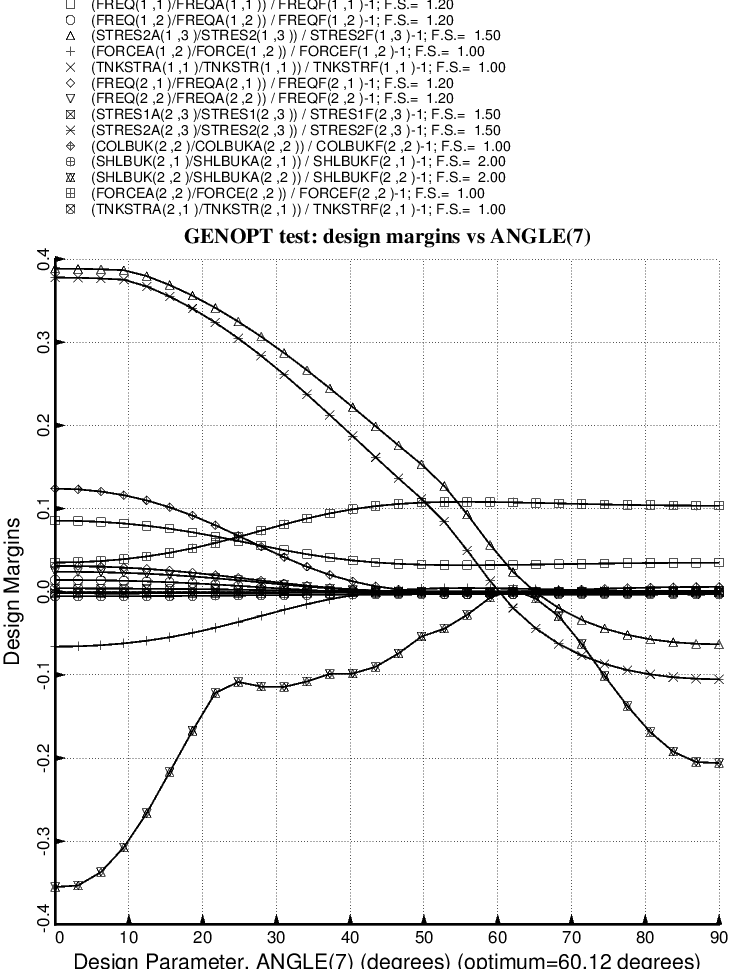 (FREQ(1 ,1 )/FREQA(1 ,1 )) / FREQF(1 ,1 )-1; F.S.= 1.20
(FREQ(1 ,2 )/FREQA(1 ,2 )) / FREQF(1 ,2 )-1; F.S.= 1.20
(STRES2A(1 ,3 )/STRES2(1 ,3 )) / STRES2F(1 ,3 )-1; F.S.= 1.50
(FORCEA(1 ,2 )/FORCE(1 ,2 )) / FORCEF(1 ,2 )-1; F.S.= 1.00
(TNKSTRA(1 ,1 )/TNKSTR(1 ,1 )) / TNKSTRF(1 ,1 )-1; F.S.= 1.00
(FREQ(2 ,1 )/FREQA(2 ,1 )) / FREQF(2 ,1 )-1; F.S.= 1.20
(FREQ(2 ,2 )/FREQA(2 ,2 )) / FREQF(2 ,2 )-1; F.S.= 1.20
(STRES1A(2 ,3 )/STRES1(2 ,3 )) / STRES1F(2 ,3 )-1; F.S.= 1.50
(STRES2A(2 ,3 )/STRES2(2 ,3 )) / STRES2F(2 ,3 )-1; F.S.= 1.50
(COLBUK(2 ,2 )/COLBUKA(2 ,2 )) / COLBUKF(2 ,2 )-1; F.S.= 1.00
(SHLBUK(2 ,1 )/SHLBUKA(2 ,1 )) / SHLBUKF(2 ,1 )-1; F.S.= 2.00
(SHLBUK(2 ,2 )/SHLBUKA(2 ,2 )) / SHLBUKF(2 ,2 )-1; F.S.= 2.00
(FORCEA(2 ,2 )/FORCE(2 ,2 )) / FORCEF(2 ,2 )-1; F.S.= 1.00
(TNKSTRA(2 ,1 )/TNKSTR(2 ,1 )) / TNKSTRF(2 ,1 )-1; F.S.= 1.00
GENOPT test: design margins vs ANGLE(7)
0.4
0.3
0.2
0.1
0.0
-0.1
-0.2
-0.3
-0.4
Design Margins
0 10 20 30 40 50 60 70 80 90
Design Parameter, ANGLE(7) (degrees) (optimum=60.12 degrees)